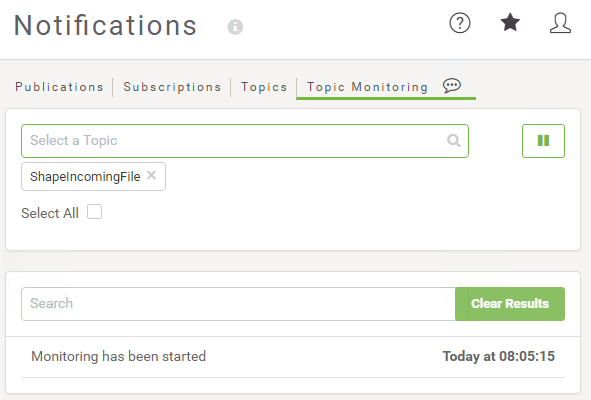 Notifications
Publications Subscriptions Topics Topic Monitoring
Select a Topic
ShapeIncomingFile
Select All
Search Clear Results
Monitoring has been started Today at 08:05:15